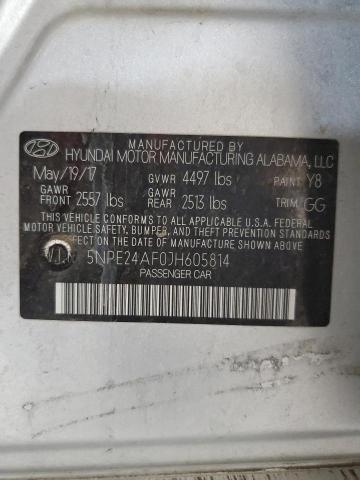 MANUFACTURED BY
HYUNDAI MOTOR MANUFACTURING ALABAMA, LLC
May/19/17 GVWR 4497 lbs PAINT Y8
GAWR FRONT 2557 lbs GAWR REAR 2513 lbs TRIM GG
THIS VEHICLE CONFORMS TO ALL APPLICABLE U.S. FEDERAL MOTOR
VEHICLE SAFETY, BUMPER, AND THEFT PREVENTION STANDARDS
IN EFFECT ON THE DATE OF MANUFACTURE SHOWN ABOVE.
V.I.N 5NPE24AF0JH605814
PASSENGER CAR